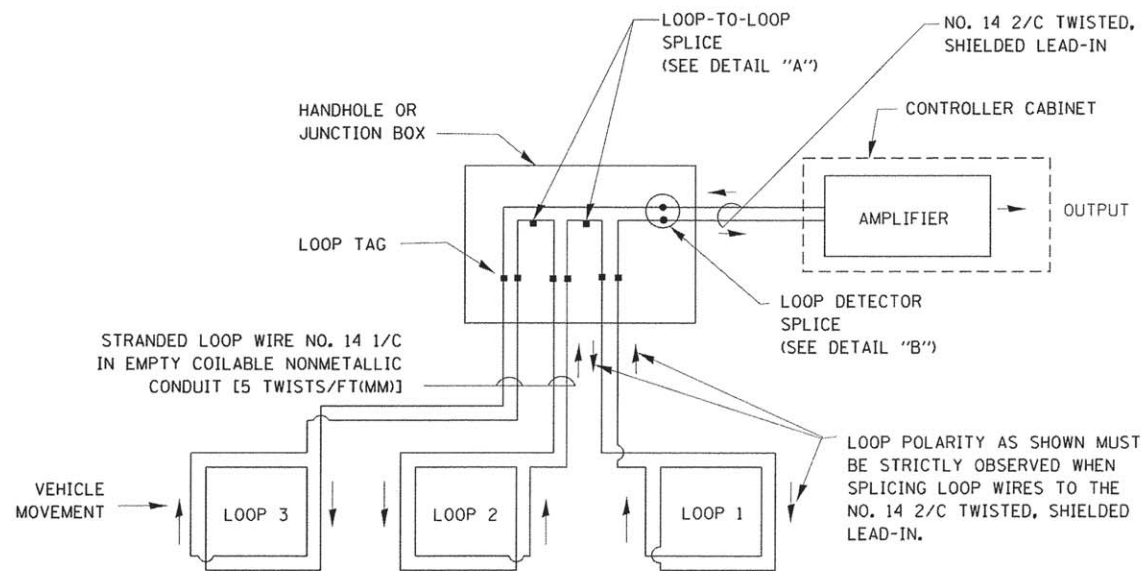 LOOP-TO-LOOP
SPLICE
(SEE DETAIL "A")
NO. 14 2/C TWISTED,
SHIELDED LEAD-IN
HANDHOLE OR
JUNCTION BOX
CONTROLLER CABINET
AMPLIFIER
OUTPUT
LOOP TAG
LOOP DETECTOR
SPLICE
(SEE DETAIL "B")
STRANDED LOOP WIRE NO. 14 1/C
IN EMPTY COILABLE NONMETALLIC
CONDUIT [5 TWISTS/FT(MM)]
LOOP POLARITY AS SHOWN MUST
BE STRICTLY OBSERVED WHEN
SPLICING LOOP WIRES TO THE
NO. 14 2/C TWISTED, SHIELDED
LEAD-IN.
VEHICLE
MOVEMENT
LOOP 3
LOOP 2
LOOP 1